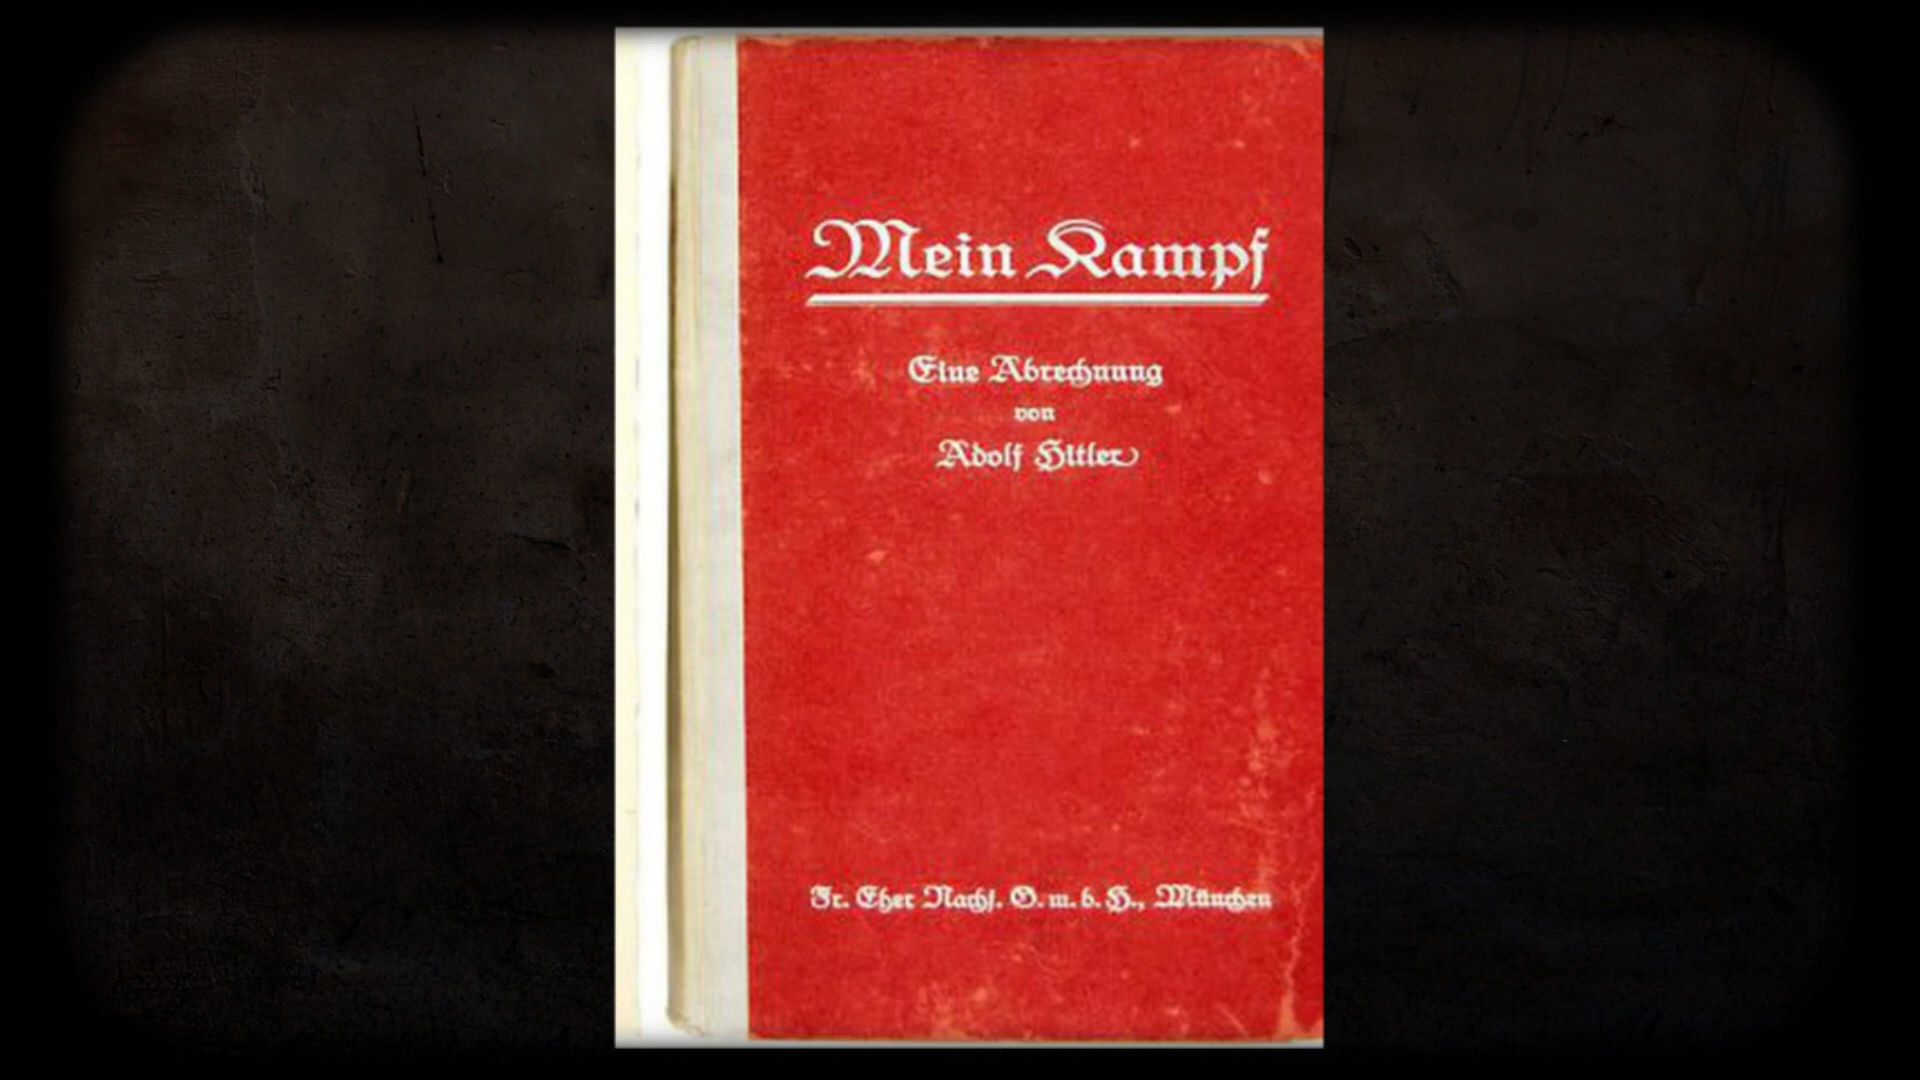 Mein Kampf
Eine Abrechnung
von
Adolf Hitler
Fr. Eher Nachf. G. m. b. H., München